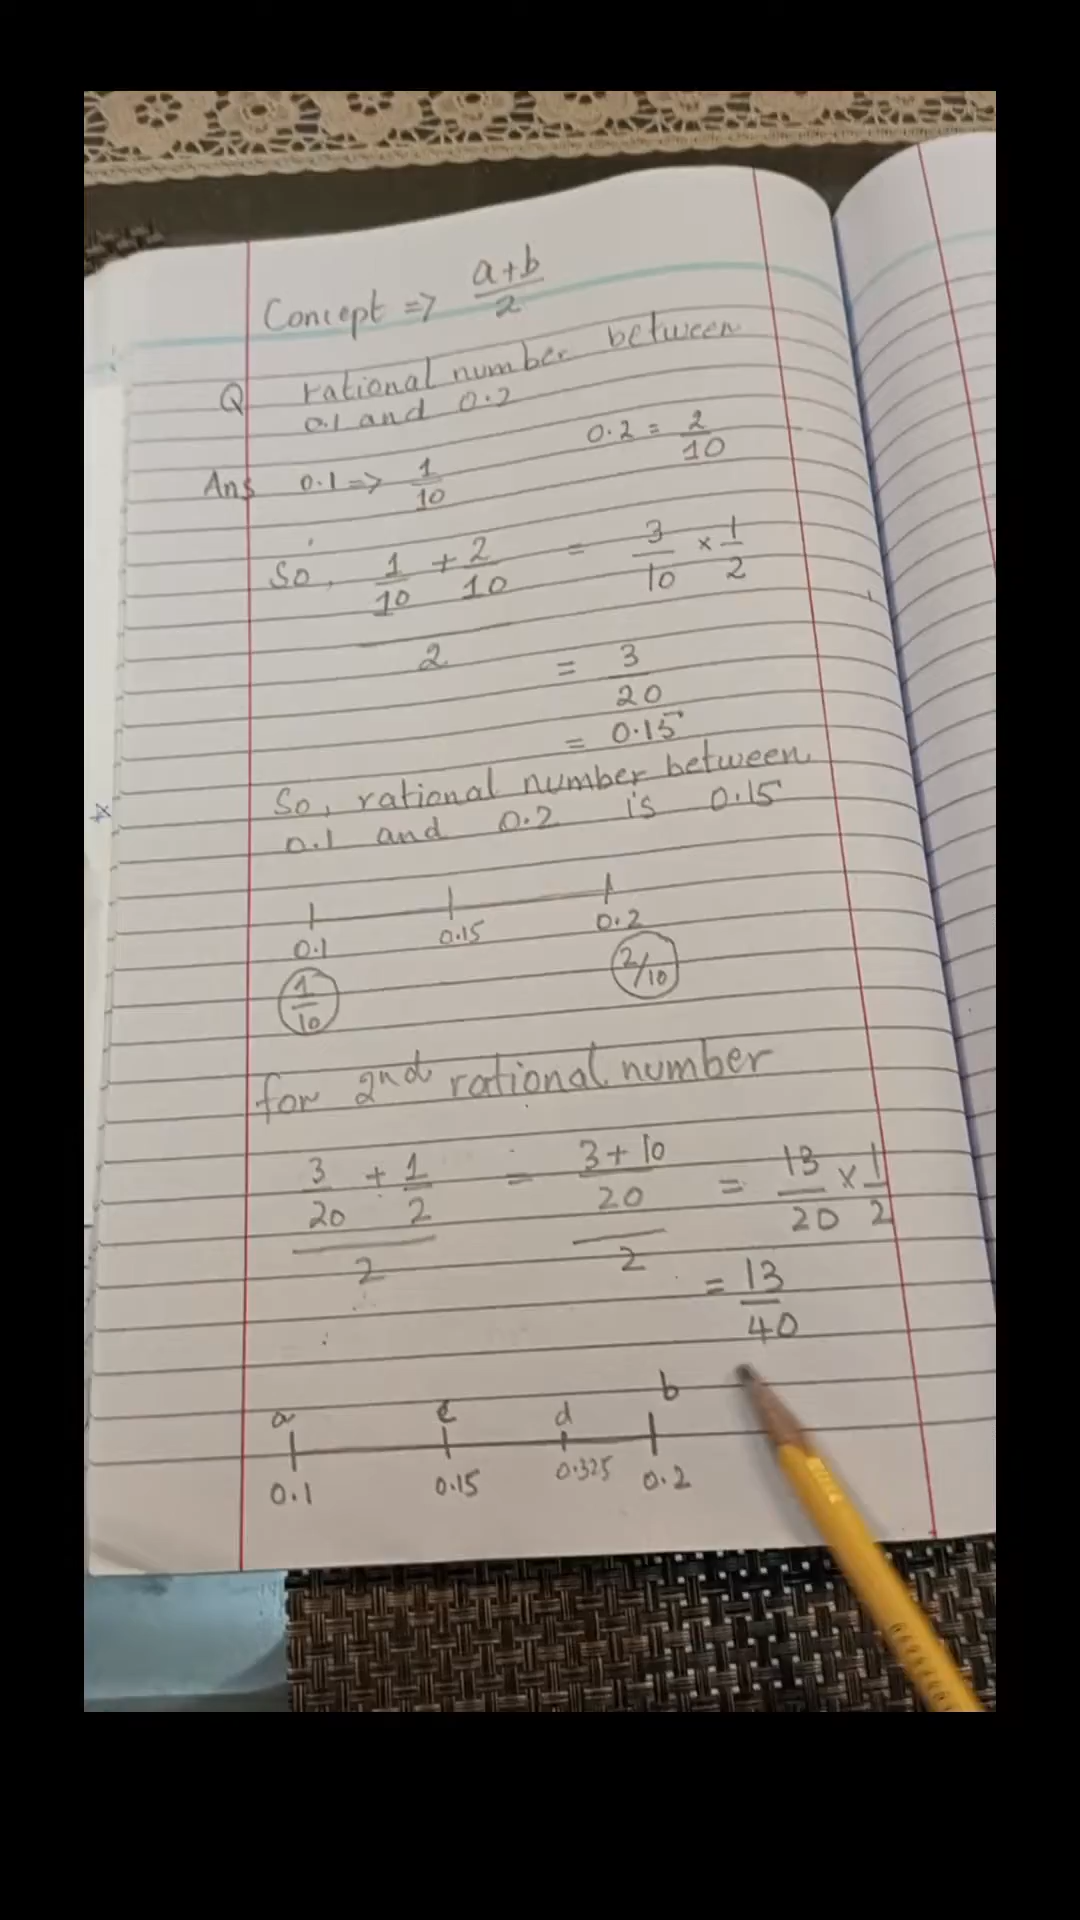 Concept => a+b/2
Q rational number between
0.1 and 0.2
Ans 0.1 => 1/10 0.2 = 2/10
So, 1/10 + 2/10 / 2 = 3/10 × 1/2
= 3/20
= 0.15
So, rational number between
0.1 and 0.2 is 0.15
0.1 0.15 0.2
1/10 2/10
for 2nd rational number
3/20 + 1/2 / 2 = 3+10/20 / 2 = 13/20 × 1/2
= 13/40
a c d b
0.1 0.15 0.325 0.2